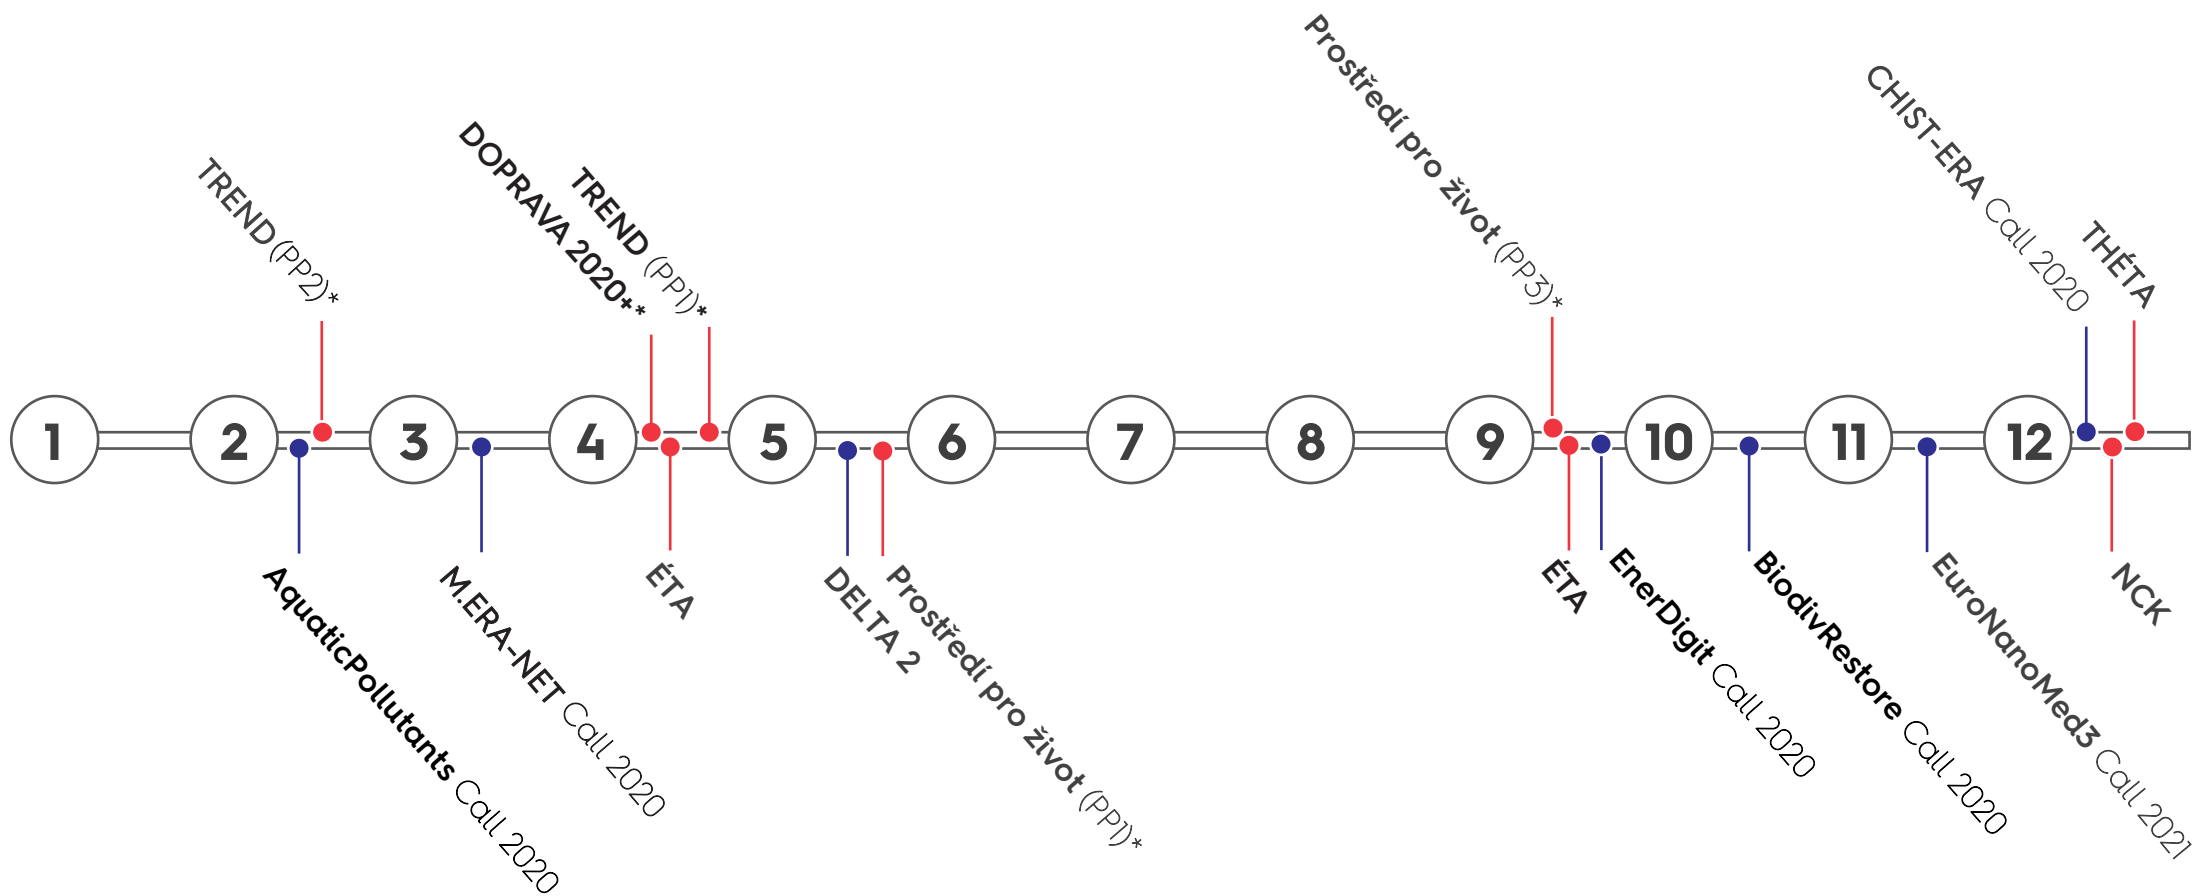 TREND (PP2)*
DOPRAVA 2020+*
TREND (PP1)*
Prostředí pro život (PP3)*
CHIST-ERA Call 2020
THÉTA
1
2
3
4
5
6
7
8
9
10
11
12
AquaticPollutants Call 2020
M.ERA-NET Call 2020
ÉTA
DELTA 2
Prostředí pro život (PP1)*
ÉTA
EnerDigit Call 2020
BiodivRestore Call 2020
EuroNanoMed3 Call 2021
NCK